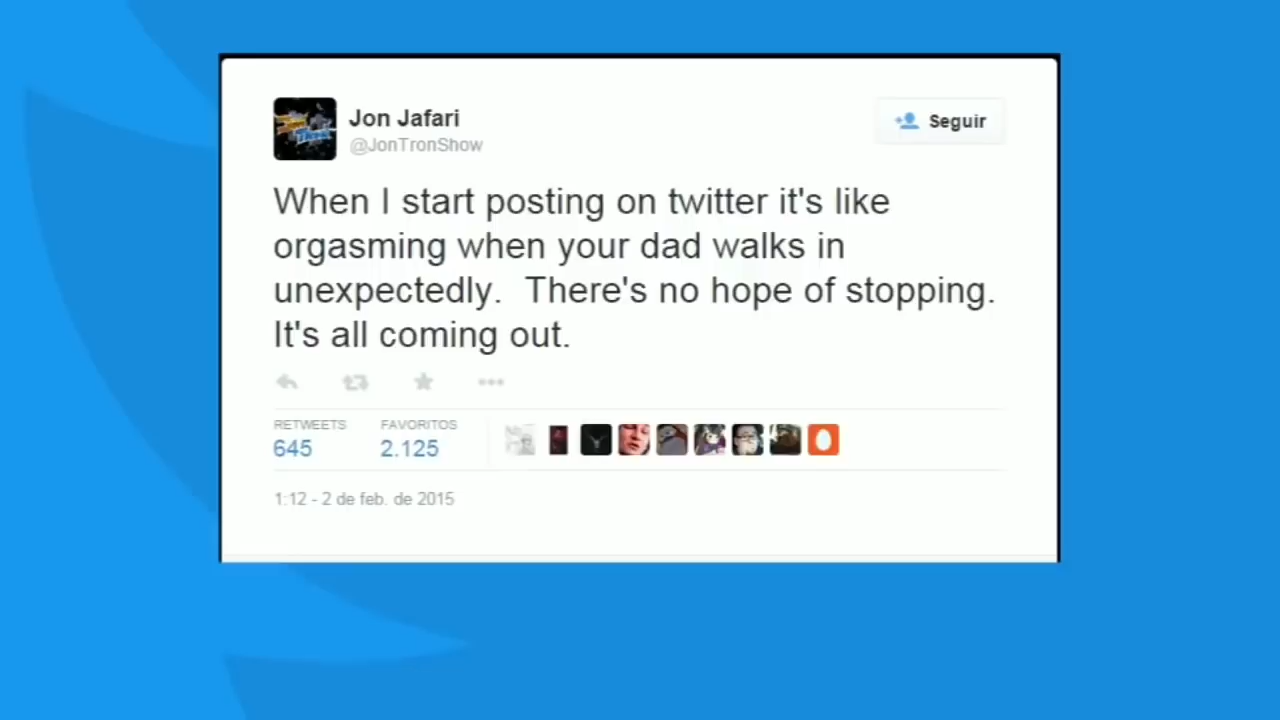 Jon Jafari
@JonTronShow
Seguir
When I start posting on twitter it's like
orgasming when your dad walks in
unexpectedly.  There's no hope of stopping.
It's all coming out.
RETWEETS FAVORITOS
645 2.125
1:12 - 2 de feb. de 2015